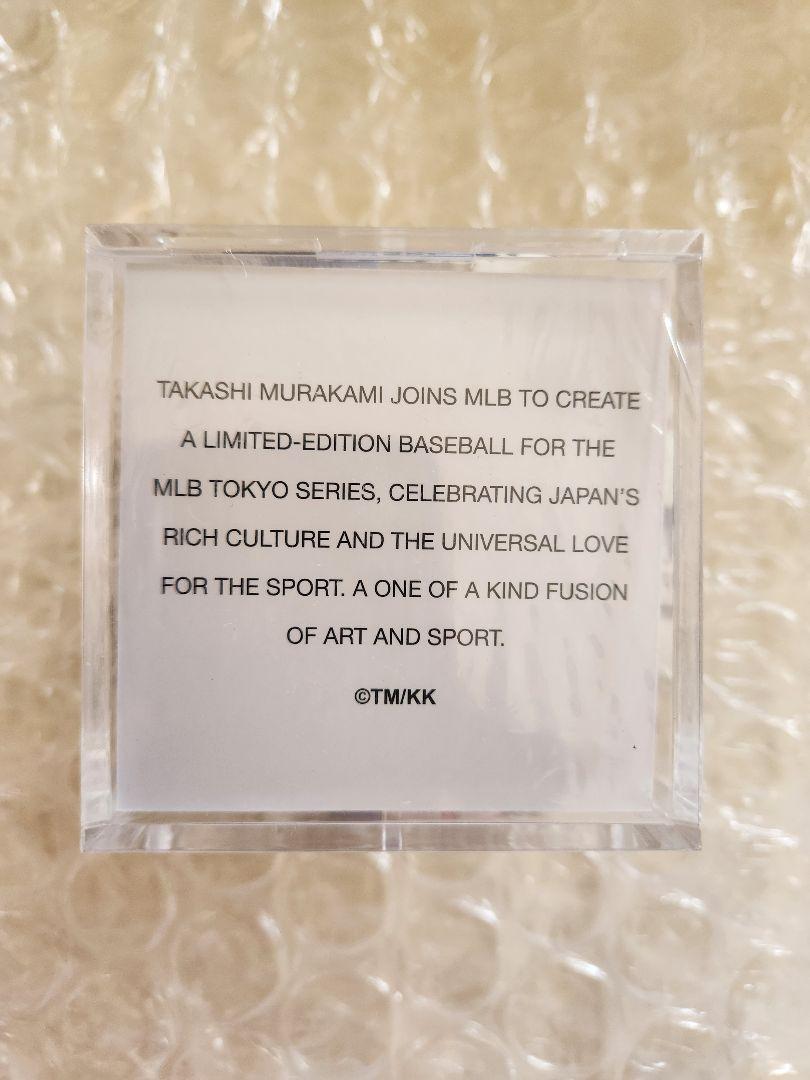 TAKASHI MURAKAMI JOINS MLB TO CREATE
A LIMITED-EDITION BASEBALL FOR THE
MLB TOKYO SERIES, CELEBRATING JAPAN'S
RICH CULTURE AND THE UNIVERSAL LOVE
FOR THE SPORT. A ONE OF A KIND FUSION
OF ART AND SPORT.
©TM/KK